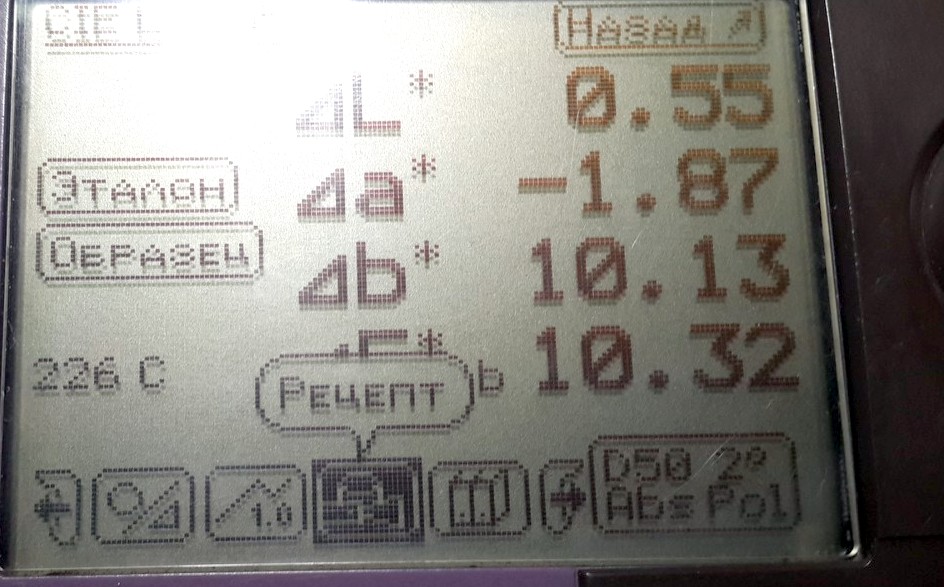 CIEL
Назад
ΔL* 0.55
Эталон
Δa* -1.87
Образец
Δb* 10.13
226 C
E* 10.32
Рецепт
b
1.0
D50 2°
Abs Pol